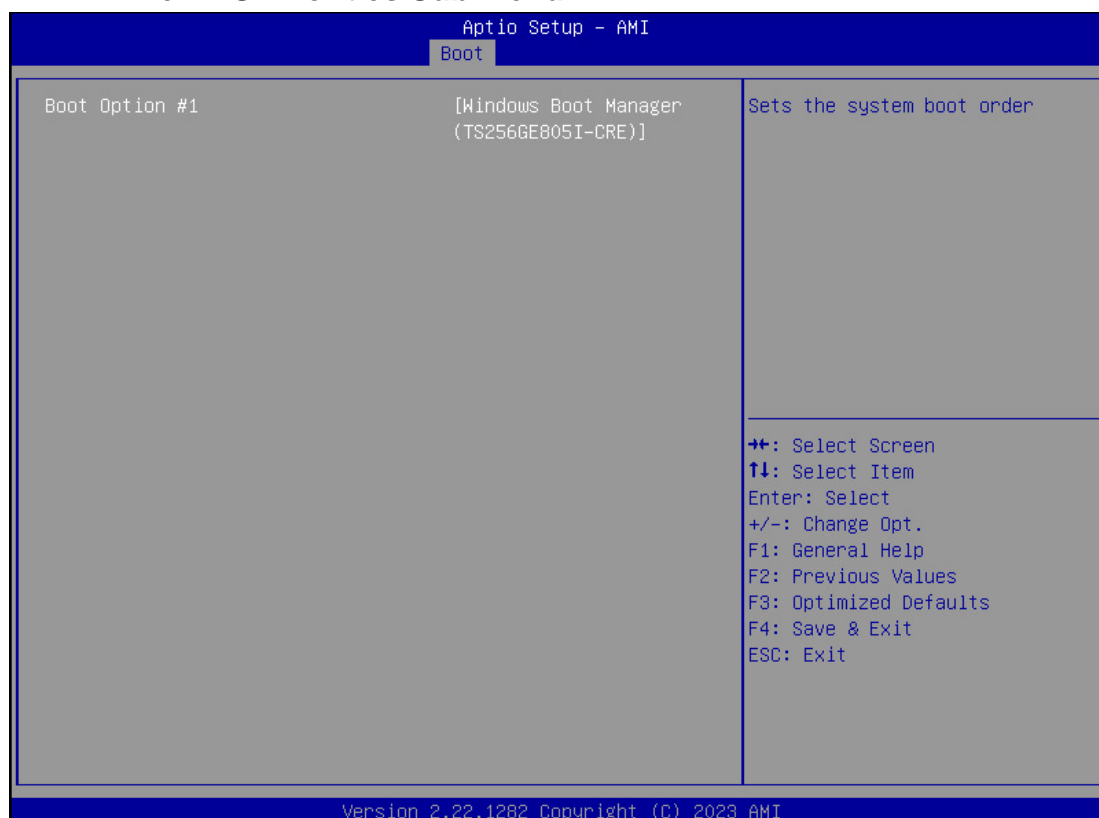 Aptio Setup – AMI
Boot
Boot Option #1
[Windows Boot Manager
(TS256GE805I-CRE)]
Sets the system boot order
→←: Select Screen
↑↓: Select Item
Enter: Select
+/-: Change Opt.
F1: General Help
F2: Previous Values
F3: Optimized Defaults
F4: Save & Exit
ESC: Exit
Version 2.22.1282 Copyright (C) 2023 AMI